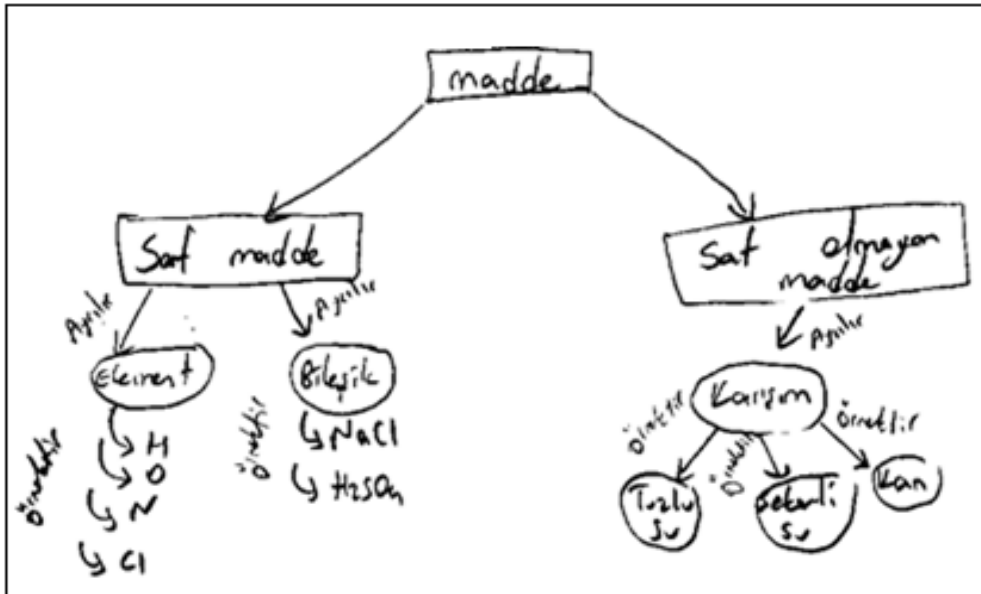 madde
Saf madde
Saf olmayan
madde
Ayrılır
Ayrılır
Ayrılır
Element
Bileşik
Karışım
Örnektir
H
O
N
Cl
Örnektir
NaCl
H2SO4
Örnektir
Örnektir
Örnektir
Tuzlu
su
Şekerli
su
Kan